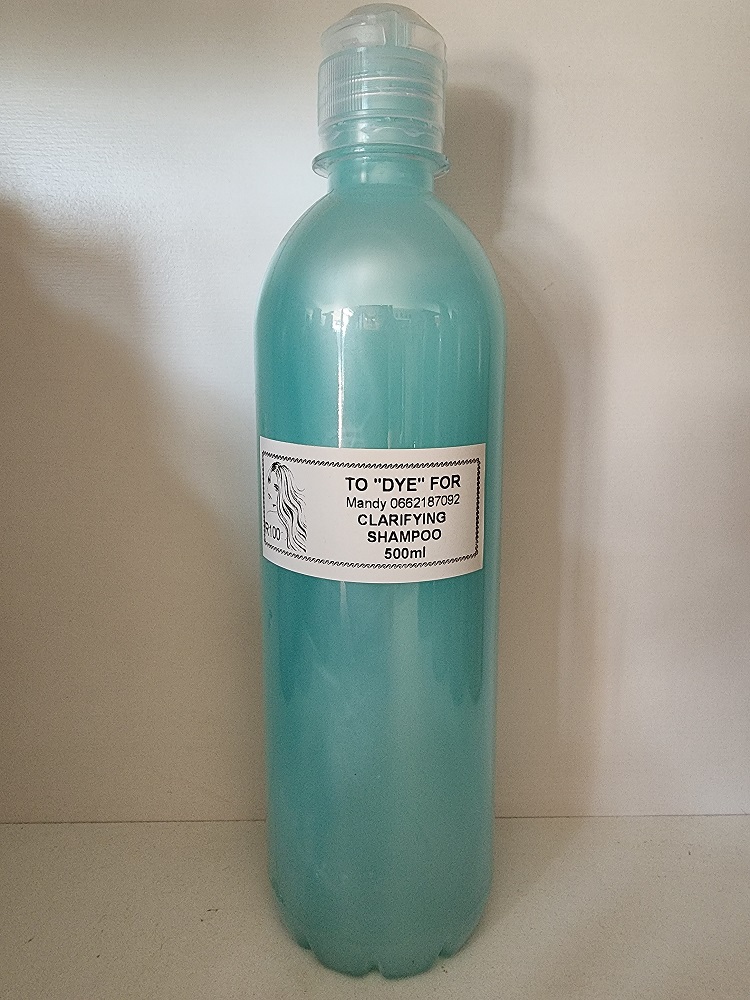 TO "DYE" FOR
Mandy 0662187092
CLARIFYING
SHAMPOO
500ml
R100